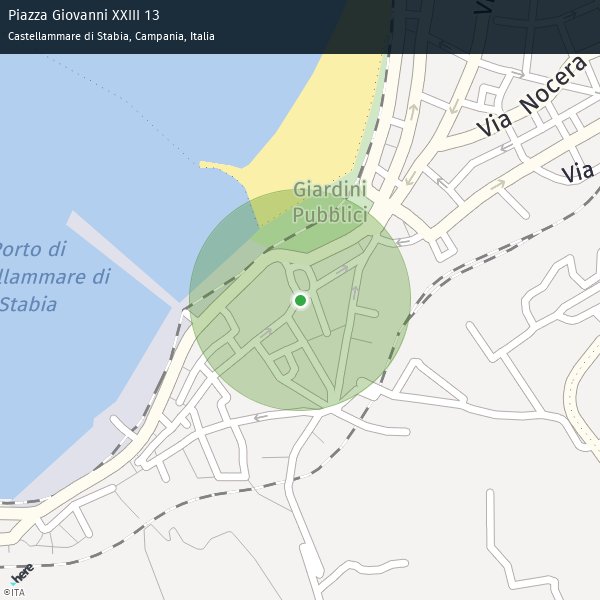 Piazza Giovanni XXIII 13
Castellammare di Stabia, Campania, Italia
Via Nocera
Via
Giardini
Pubblici
Porto di
llammare di
Stabia
here
©ITA